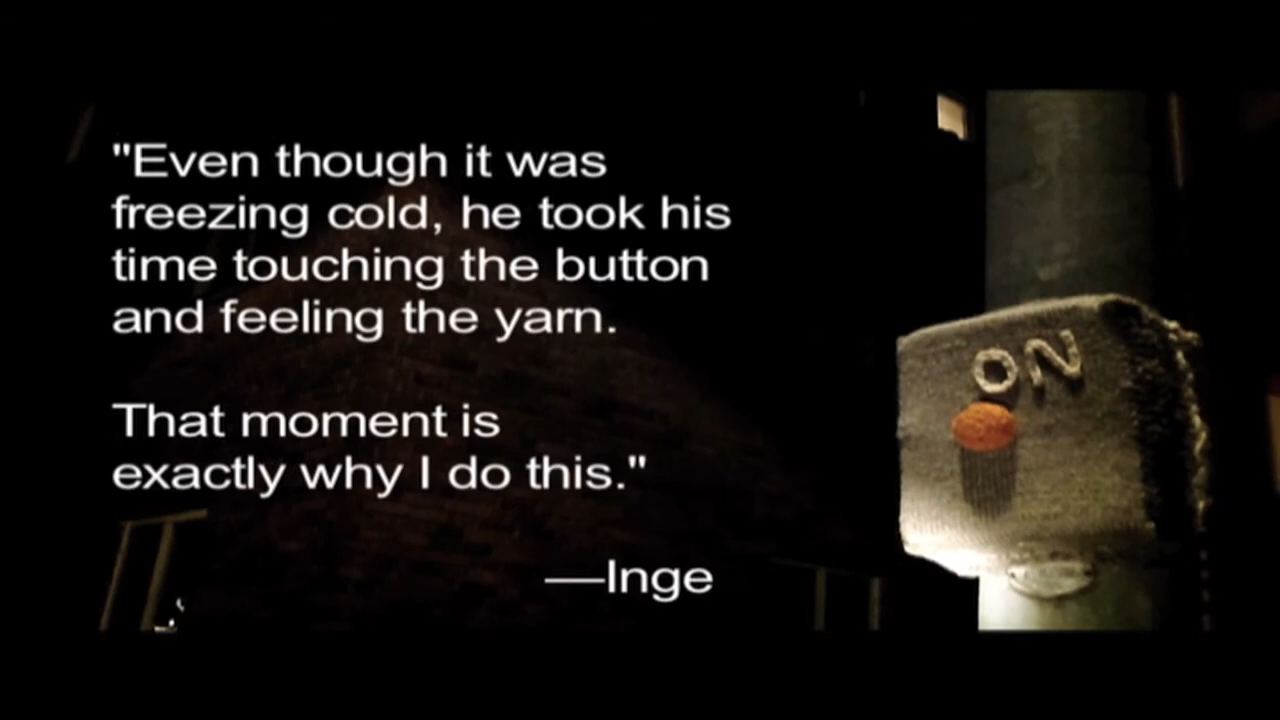 "Even though it was
freezing cold, he took his
time touching the button
and feeling the yarn.
That moment is
exactly why I do this."
—Inge
ON